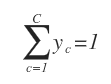 C
∑ y_c = 1
c=1